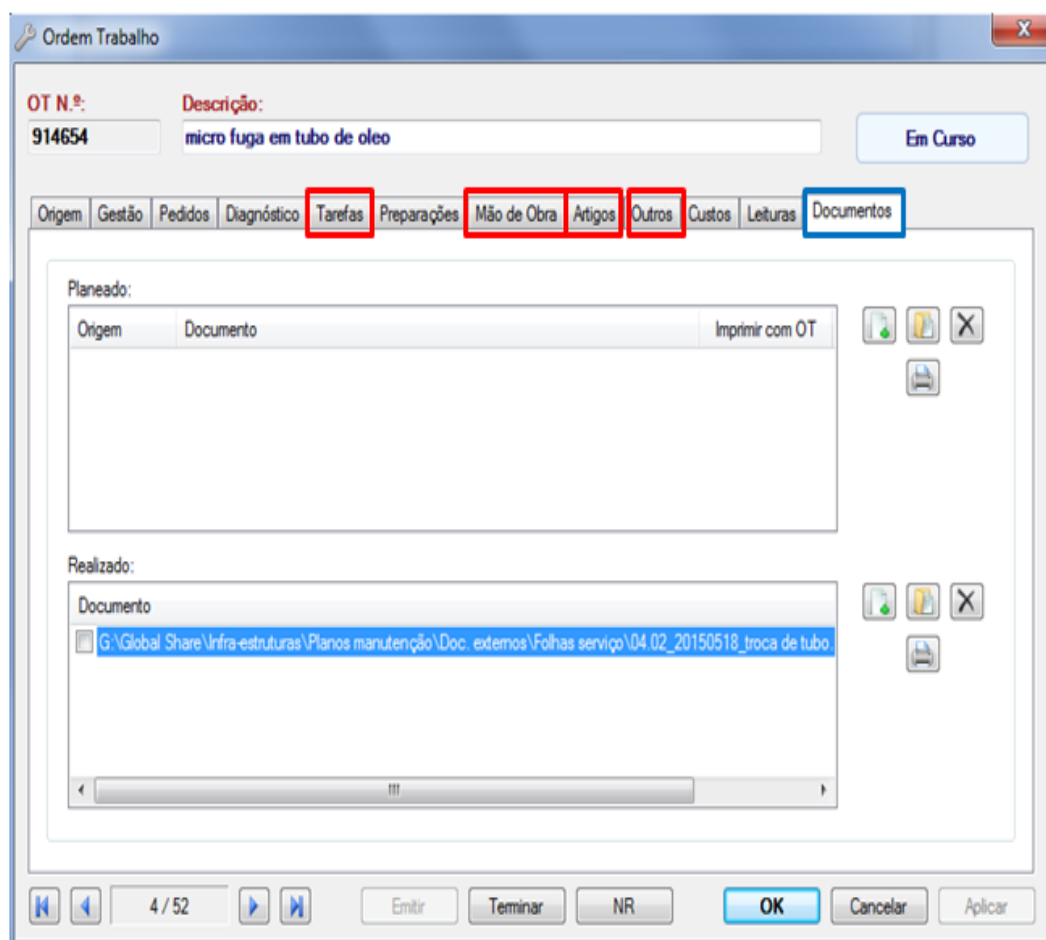 Ordem Trabalho
X
OT N.º: Descrição:
914654 micro fuga em tubo de oleo Em Curso
Origem Gestão Pedidos Diagnóstico Tarefas Preparações Mão de Obra Artigos Outros Custos Leituras Documentos
Planeado:
Origem Documento Imprimir com OT
Realizado:
Documento
G:\Global Share\Infra-estruturas\Planos manutenção\Doc. externos\Folhas serviço\04.02_20150518_troca de tubo.
4 / 52 Emitir Terminar NR OK Cancelar Aplicar